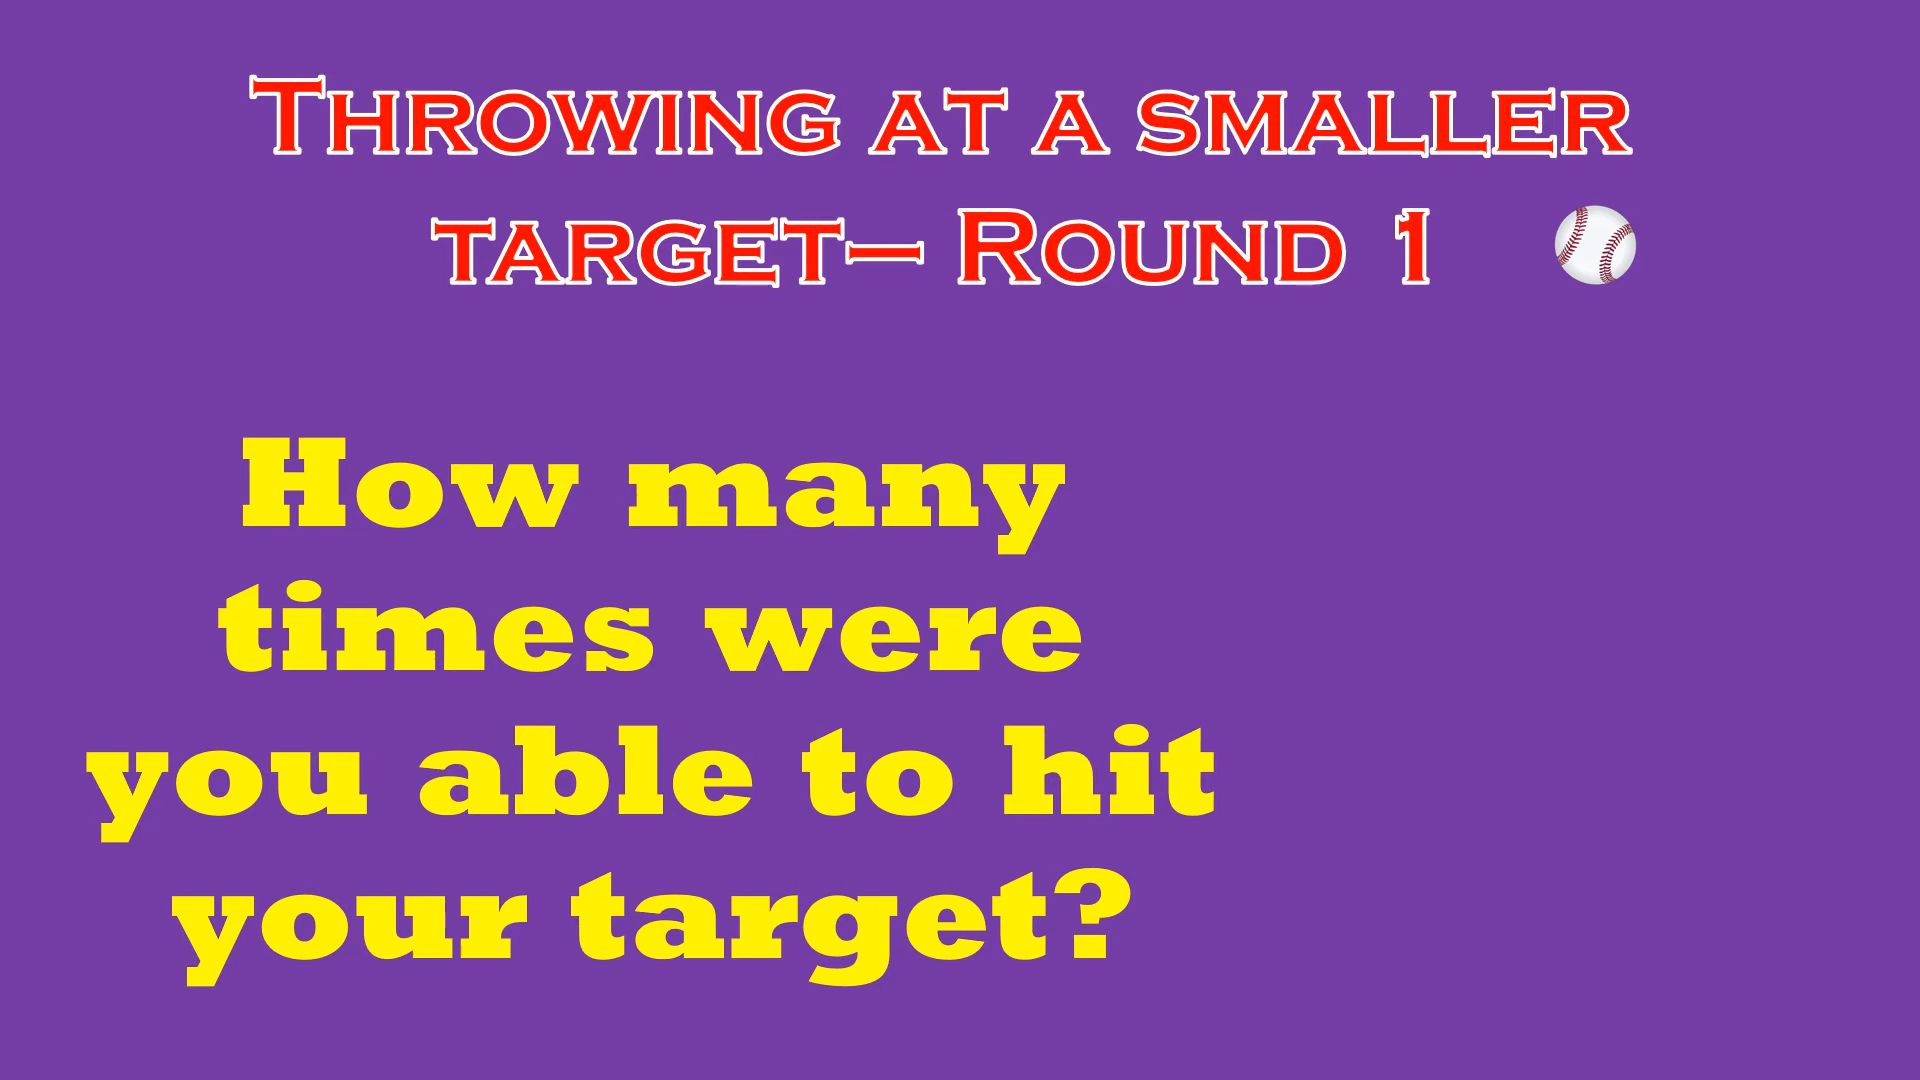 Throwing at a smaller
target– Round 1
How many
times were
you able to hit
your target?